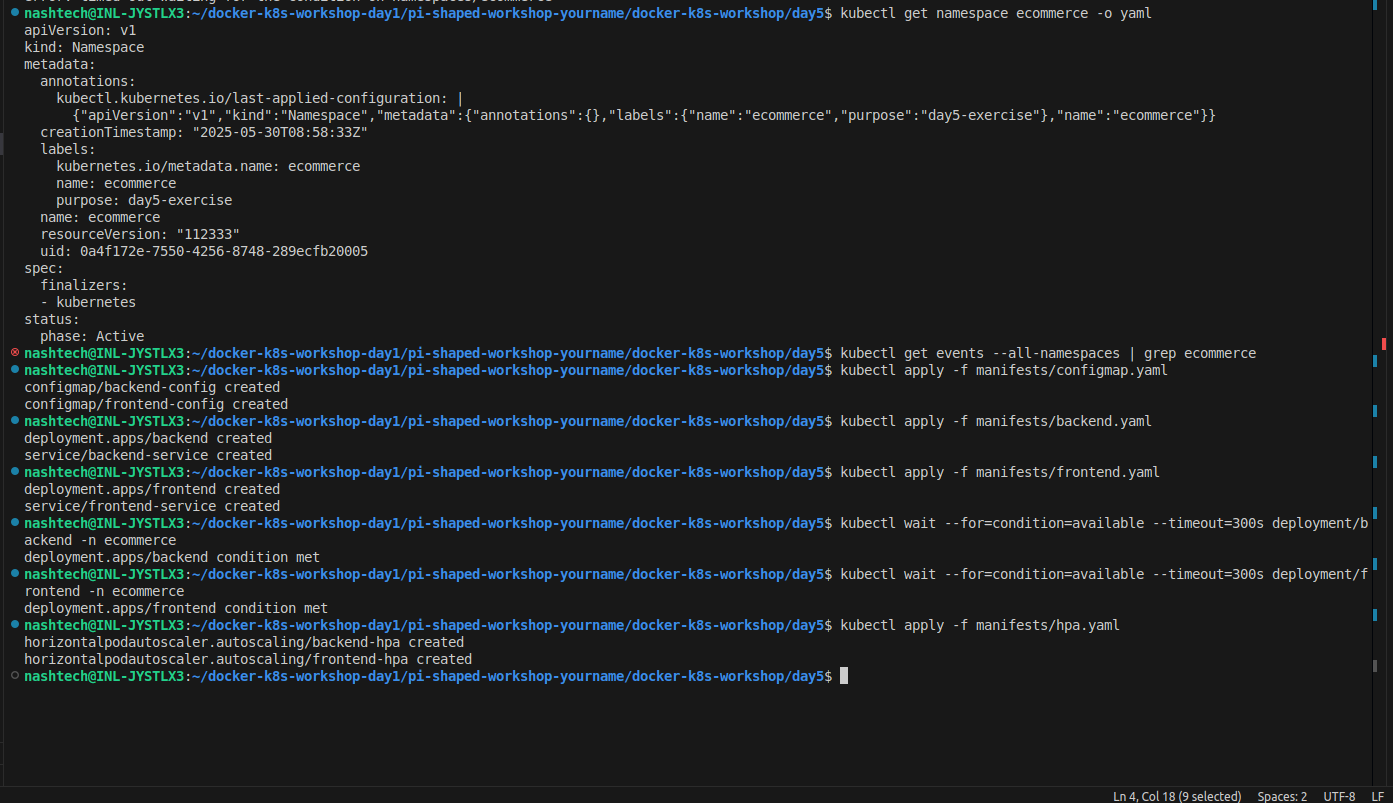 nashtech@INL-JYSTLX3:~/docker-k8s-workshop-day1/pi-shaped-workshop-yourname/docker-k8s-workshop/day5$ kubectl get namespace ecommerce -o yaml
apiVersion: v1
kind: Namespace
metadata:
  annotations:
    kubectl.kubernetes.io/last-applied-configuration: |
      {"apiVersion":"v1","kind":"Namespace","metadata":{"annotations":{},"labels":{"name":"ecommerce","purpose":"day5-exercise"},"name":"ecommerce"}}
  creationTimestamp: "2025-05-30T08:58:33Z"
  labels:
    kubernetes.io/metadata.name: ecommerce
    name: ecommerce
    purpose: day5-exercise
  name: ecommerce
  resourceVersion: "112333"
  uid: 0a4f172e-7550-4256-8748-289ecfb20005
spec:
  finalizers:
  - kubernetes
status:
  phase: Active
nashtech@INL-JYSTLX3:~/docker-k8s-workshop-day1/pi-shaped-workshop-yourname/docker-k8s-workshop/day5$ kubectl get events --all-namespaces | grep ecommerce
nashtech@INL-JYSTLX3:~/docker-k8s-workshop-day1/pi-shaped-workshop-yourname/docker-k8s-workshop/day5$ kubectl apply -f manifests/configmap.yaml
configmap/backend-config created
configmap/frontend-config created
nashtech@INL-JYSTLX3:~/docker-k8s-workshop-day1/pi-shaped-workshop-yourname/docker-k8s-workshop/day5$ kubectl apply -f manifests/backend.yaml
deployment.apps/backend created
service/backend-service created
nashtech@INL-JYSTLX3:~/docker-k8s-workshop-day1/pi-shaped-workshop-yourname/docker-k8s-workshop/day5$ kubectl apply -f manifests/frontend.yaml
deployment.apps/frontend created
service/frontend-service created
nashtech@INL-JYSTLX3:~/docker-k8s-workshop-day1/pi-shaped-workshop-yourname/docker-k8s-workshop/day5$ kubectl wait --for=condition=available --timeout=300s deployment/b
ackend -n ecommerce
deployment.apps/backend condition met
nashtech@INL-JYSTLX3:~/docker-k8s-workshop-day1/pi-shaped-workshop-yourname/docker-k8s-workshop/day5$ kubectl wait --for=condition=available --timeout=300s deployment/f
rontend -n ecommerce
deployment.apps/frontend condition met
nashtech@INL-JYSTLX3:~/docker-k8s-workshop-day1/pi-shaped-workshop-yourname/docker-k8s-workshop/day5$ kubectl apply -f manifests/hpa.yaml
horizontalpodautoscaler.autoscaling/backend-hpa created
horizontalpodautoscaler.autoscaling/frontend-hpa created
nashtech@INL-JYSTLX3:~/docker-k8s-workshop-day1/pi-shaped-workshop-yourname/docker-k8s-workshop/day5$
Ln 4, Col 18 (9 selected) Spaces: 2 UTF-8 LF